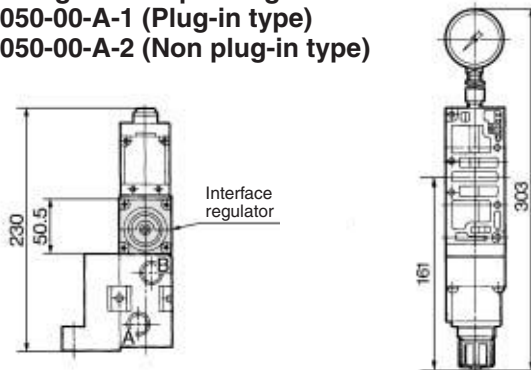 050-00-A-1 (Plug-in type)
050-00-A-2 (Non plug-in type)
230
50.5
Interface
regulator
B
A
161
303